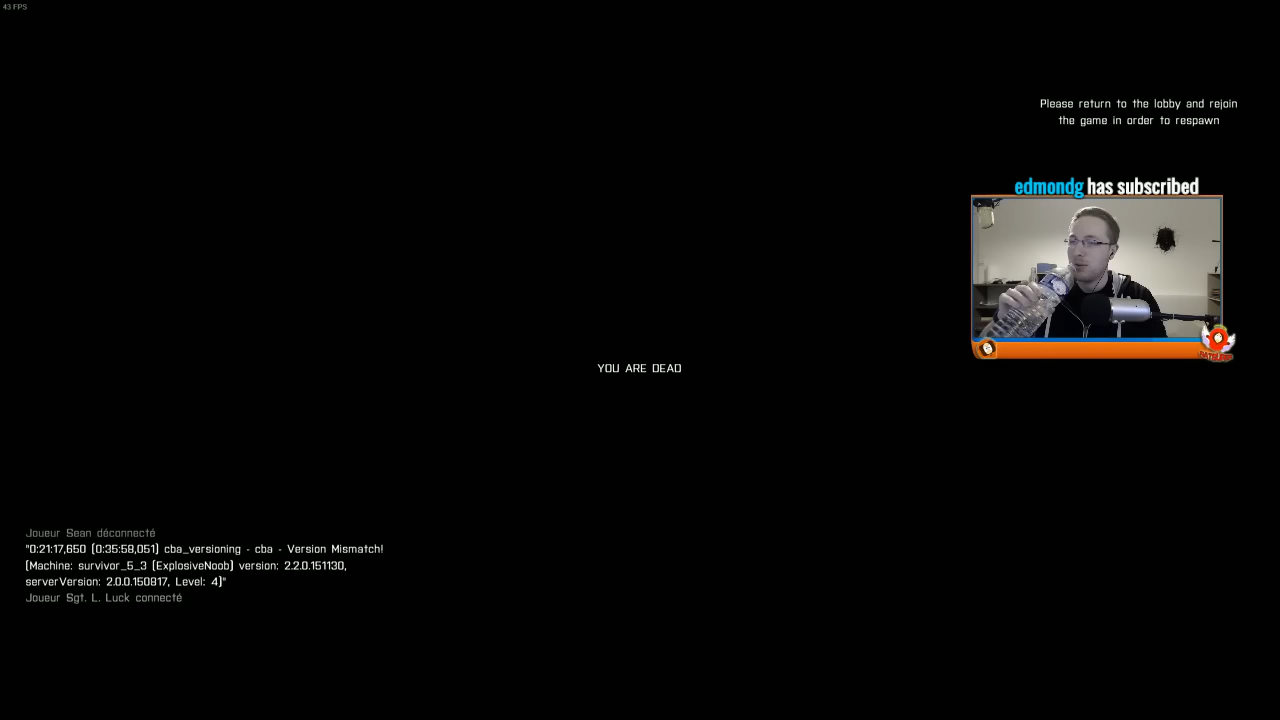 43 FPS
Please return to the lobby and rejoin
the game in order to respawn
edmondg has subscribed
YOU ARE DEAD
Joueur Sean déconnecté
"0:21:17,650 (0:35:58,051) cba_versioning - cba - Version Mismatch!
(Machine: survivor_5_3 (ExplosiveNoob) version: 2.2.0.151130,
serverVersion: 2.0.0.150817, Level: 4)"
Joueur Sgt. L. Luck connecté